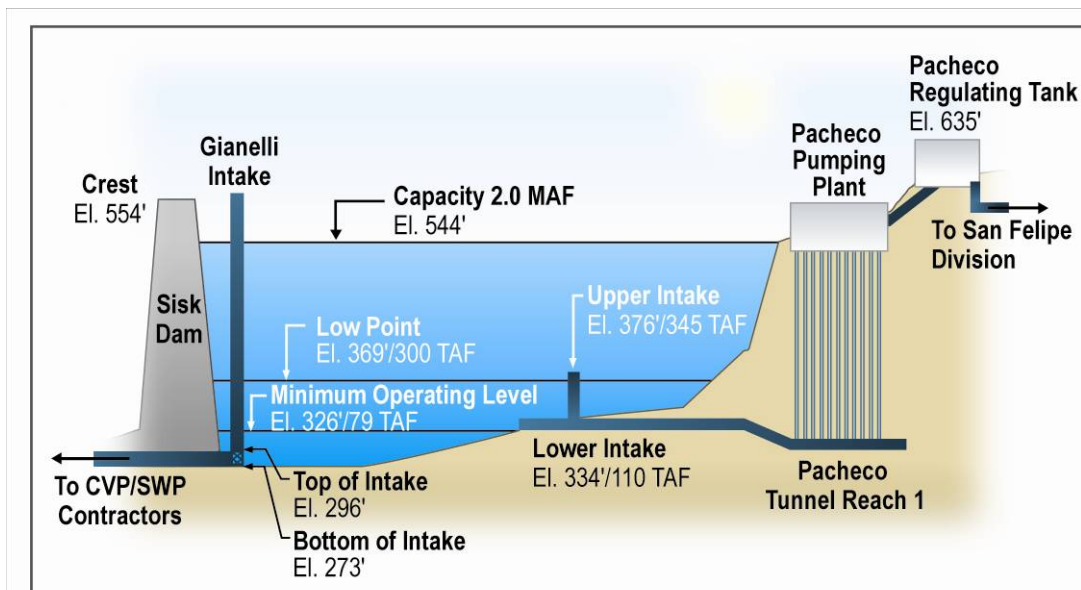 Pacheco
Regulating Tank
El. 635'
Pacheco
Pumping
Plant
Gianelli
Intake
Crest
El. 554'
Capacity 2.0 MAF
El. 544'
To San Felipe
Division
Sisk
Dam
Upper Intake
El. 376'/345 TAF
Low Point
El. 369'/300 TAF
Minimum Operating Level
El. 326'/79 TAF
Lower Intake
El. 334'/110 TAF
To CVP/SWP
Contractors
Top of Intake
El. 296'
Pacheco
Tunnel Reach 1
Bottom of Intake
El. 273'